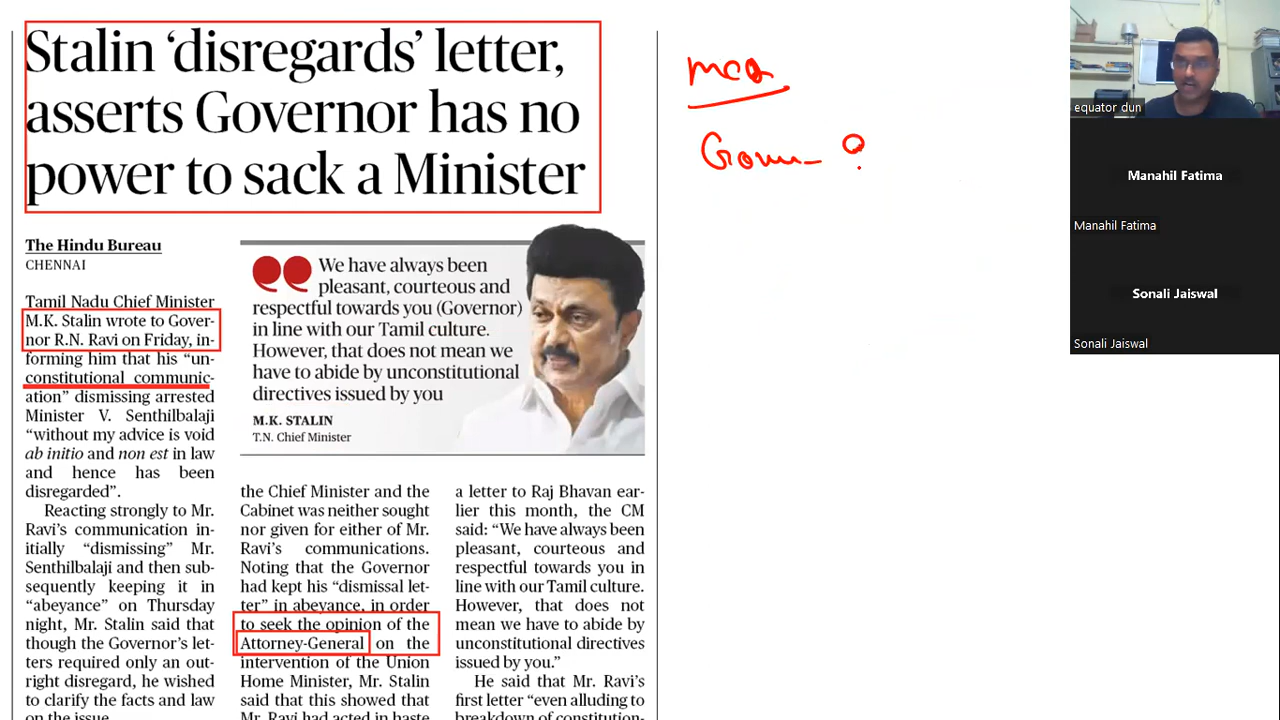 Stalin ‘disregards’ letter,
asserts Governor has no
power to sack a Minister
The Hindu Bureau
CHENNAI
Tamil Nadu Chief Minister
M.K. Stalin wrote to Gover-
nor R.N. Ravi on Friday, in-
forming him that his “un-
constitutional communic-
ation” dismissing arrested
Minister V. Senthilbalaji
“without my advice is void
ab initio and non est in law
and hence has been
disregarded”.
Reacting strongly to Mr.
Ravi’s communication in-
itially “dismissing” Mr.
Senthilbalaji and then sub-
sequently keeping it in
“abeyance” on Thursday
night, Mr. Stalin said that
though the Governor’s let-
ters required only an out-
right disregard, he wished
to clarify the facts and law
on the issue.
We have always been
pleasant, courteous and
respectful towards you (Governor)
in line with our Tamil culture.
However, that does not mean we
have to abide by unconstitutional
directives issued by you
M.K. STALIN
T.N. Chief Minister
the Chief Minister and the
Cabinet was neither sought
nor given for either of Mr.
Ravi’s communications.
Noting that the Governor
had kept his “dismissal let-
ter” in abeyance, in order
to seek the opinion of the
Attorney-General on the
intervention of the Union
Home Minister, Mr. Stalin
said that this showed that
Mr. Ravi had acted in haste
a letter to Raj Bhavan ear-
lier this month, the CM
said: “We have always been
pleasant, courteous and
respectful towards you in
line with our Tamil culture.
However, that does not
mean we have to abide by
unconstitutional directives
issued by you.”
He said that Mr. Ravi’s
first letter “even alluding to
breakdown of constitution-
MCQ
?
equator dun
Manahil Fatima
Manahil Fatima
Sonali Jaiswal
Sonali Jaiswal